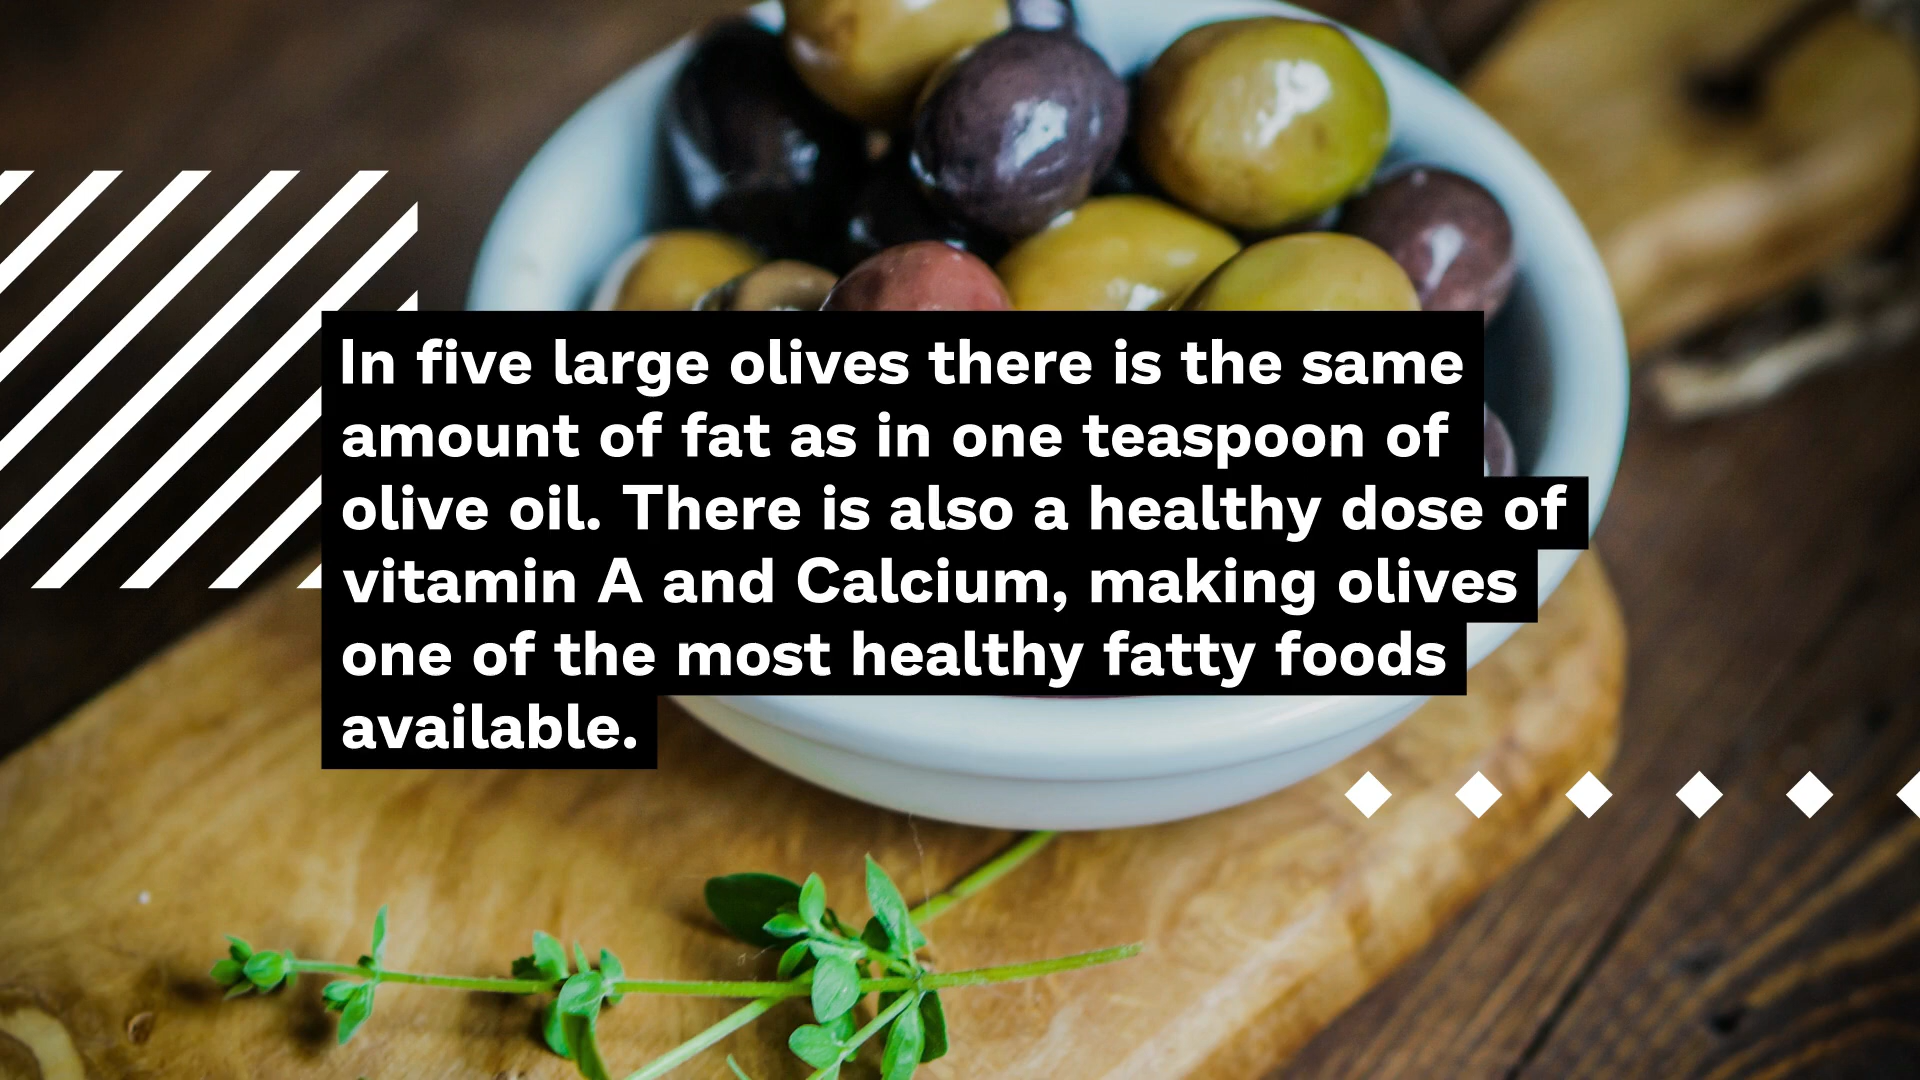 In five large olives there is the same
amount of fat as in one teaspoon of
olive oil. There is also a healthy dose of
vitamin A and Calcium, making olives
one of the most healthy fatty foods
available.